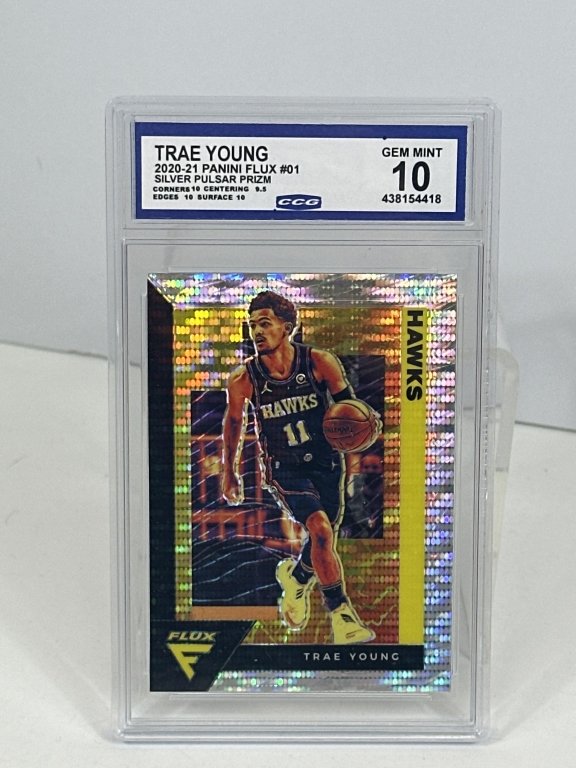 TRAE YOUNG
2020-21 PANINI FLUX #01
SILVER PULSAR PRIZM
CORNERS 10 CENTERING 9.5
EDGES 10 SURFACE 10
CCG
GEM MINT
10
438154418
HAWKS
HAWKS
11
SPALDING
FLUX
TRAE YOUNG